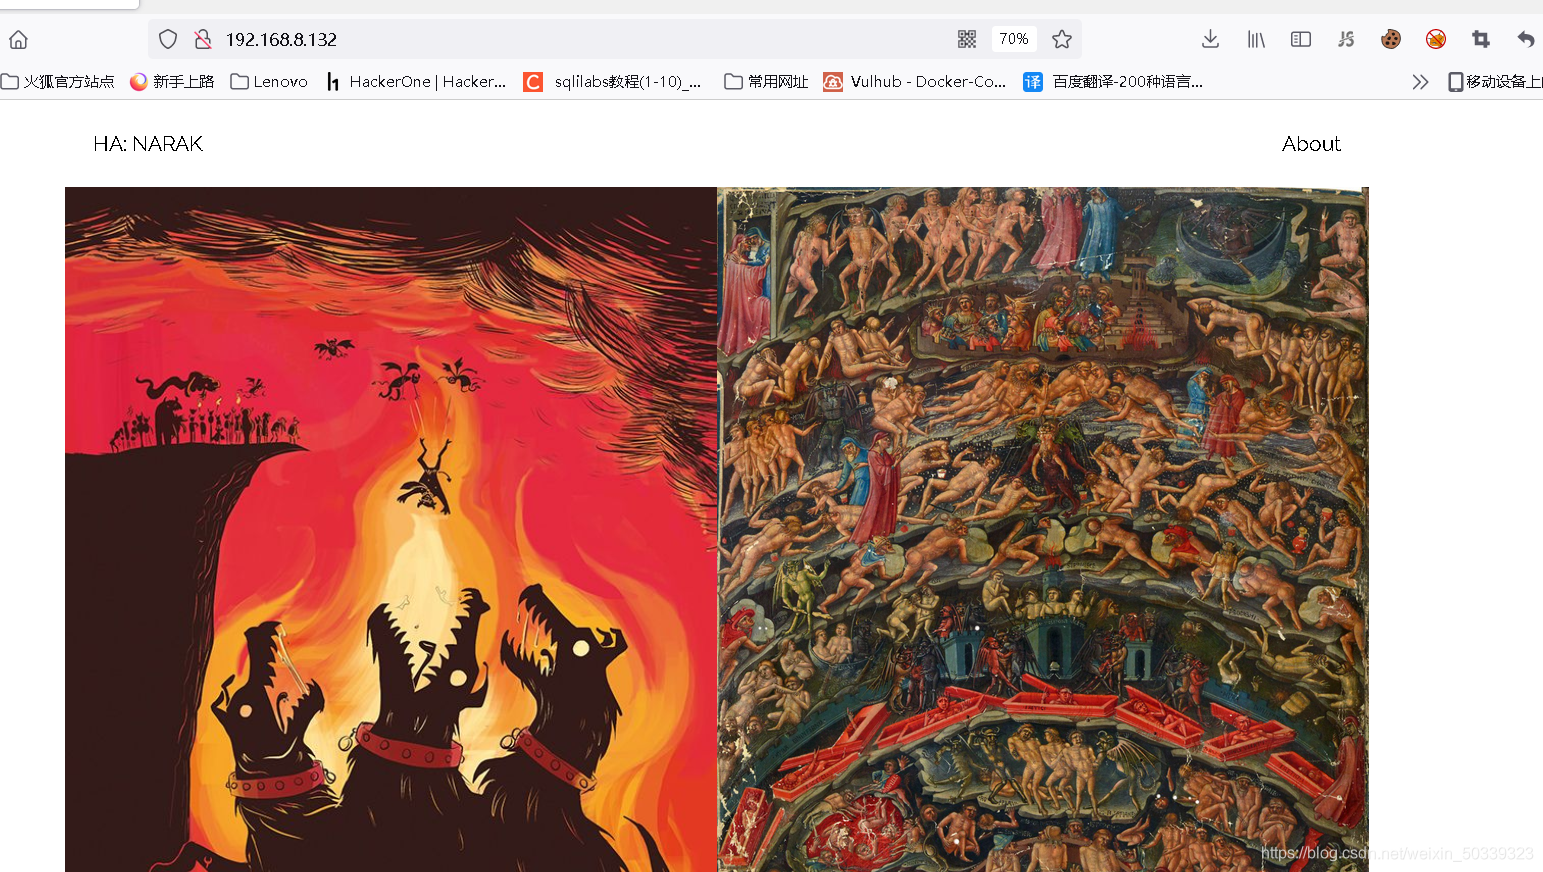 192.168.8.132
70%
火狐官方站点 新手上路 Lenovo HackerOne | Hacker... sqlilabs教程(1-10)_... 常用网址 Vulhub - Docker-Co... 百度翻译-200种语言... 移动设备上的
HA: NARAK About
https://blog.csdn.net/weixin_50339323